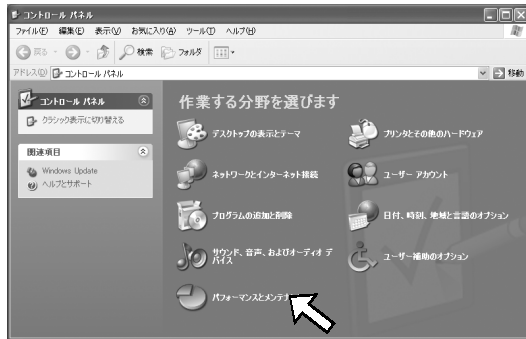 コントロール パネル
ファイル(F) 編集(E) 表示(V) お気に入り(A) ツール(T) ヘルプ(H)
戻る 検索 フォルダ
アドレス(D) コントロール パネル 移動
コントロール パネル
クラシック表示に切り替える
関連項目
Windows Update
ヘルプとサポート
作業する分野を選びます
デスクトップの表示とテーマ
プリンタとその他のハードウェア
ネットワークとインターネット接続
ユーザー アカウント
プログラムの追加と削除
日付、時刻、地域と言語のオプション
サウンド、音声、およびオーディオ デ
バイス
ユーザー補助のオプション
パフォーマンスとメンテナ